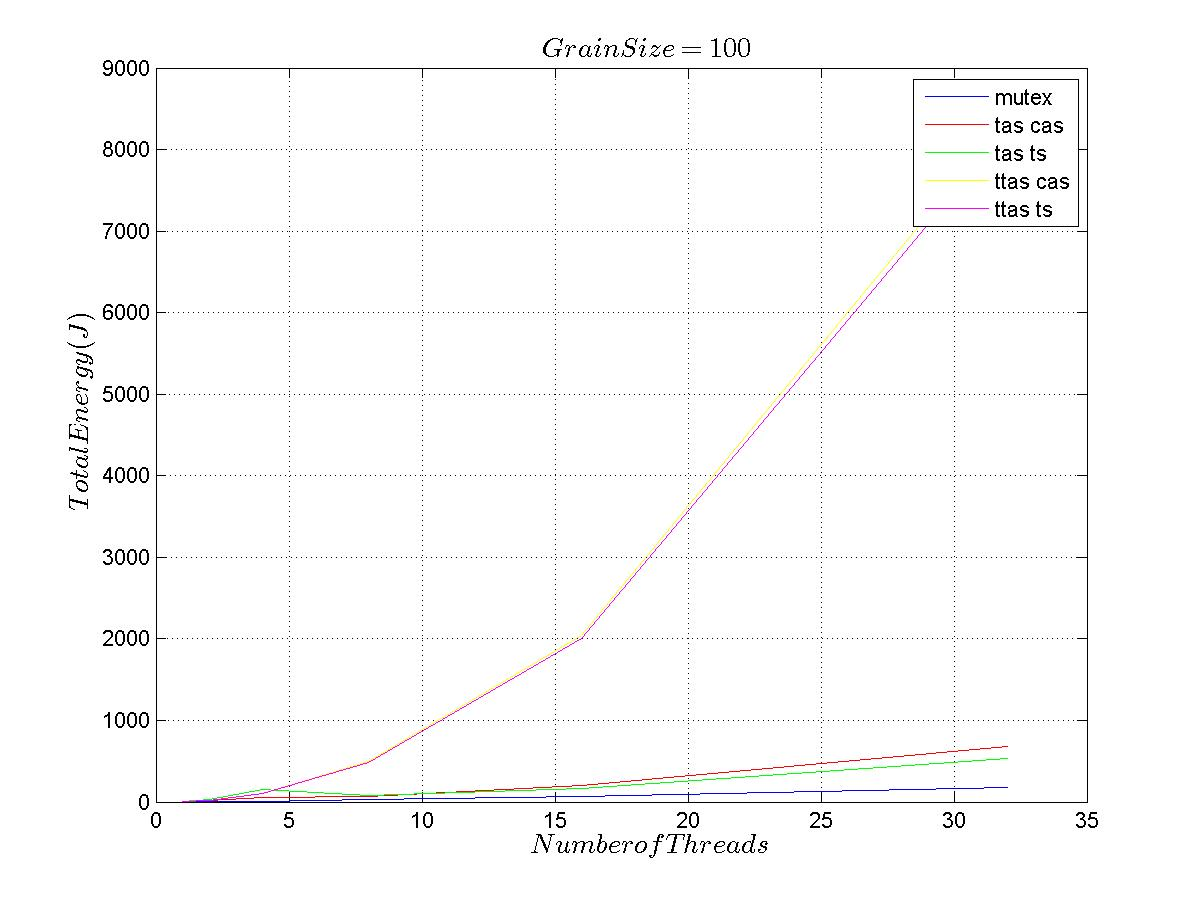 GrainSize = 100
9000
8000
7000
6000
5000
4000
3000
2000
1000
0
TotalEnergy(J)
mutex
tas cas
tas ts
ttas cas
ttas ts
0 5 10 15 20 25 30 35
NumberofThreads